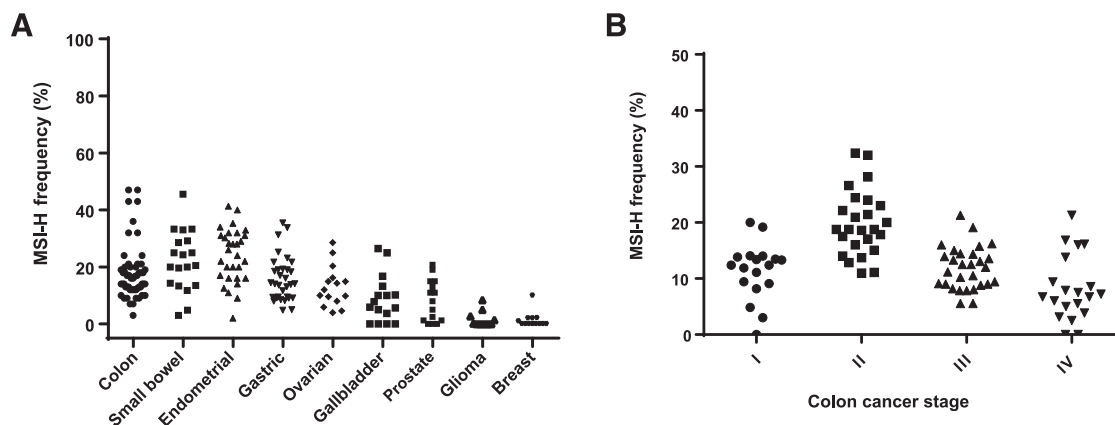 A
MSI-H frequency (%)
100
80
60
40
20
0
Colon
Small bowel
Endometrial
Gastric
Ovarian
Gallbladder
Prostate
Glioma
Breast
B
MSI-H frequency (%)
50
40
30
20
10
0
I
II
III
IV
Colon cancer stage